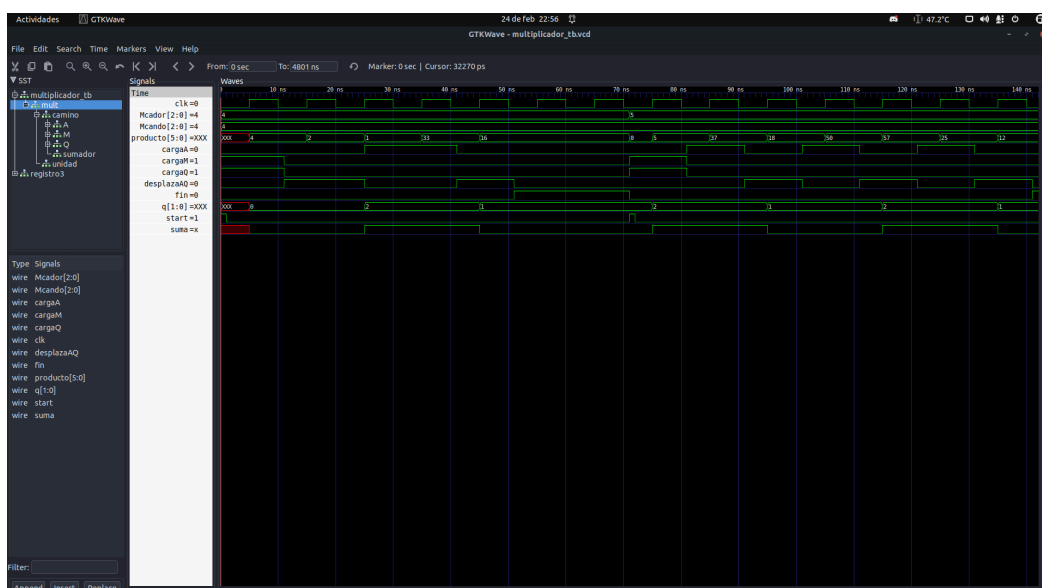 Actividades GTKWave 24 de feb 22:56 47.2°C
GTKWave - multiplicador_tb.vcd
File Edit Search Time Markers View Help
From: 0 sec To: 4801 ns Marker: 0 sec | Cursor: 32270 ps
SST
multiplicador_tb
mult
camino
A
M
Q
sumador
unidad
registro3
Type Signals
wire Mcador[2:0]
wire Mcando[2:0]
wire cargaA
wire cargaM
wire cargaQ
wire clk
wire desplazaAQ
wire fin
wire producto[5:0]
wire q[1:0]
wire start
wire suma
Filter:
Append Insert Replace
Signals
Time
clk=0
Mcador[2:0]=4
Mcando[2:0]=4
producto[5:0]=XXX
cargaA=0
cargaM=1
cargaQ=1
desplazaAQ=0
fin=0
q[1:0]=XXX
start=1
suma=x
Waves
0 10 ns 20 ns 30 ns 40 ns 50 ns 60 ns 70 ns 80 ns 90 ns 100 ns 110 ns 120 ns 130 ns 140 ns
4 5
4
XXX 4 2 1 33 16 0 5 37 18 50 57 25 12
XXX 0 2 1 2 1 2 1